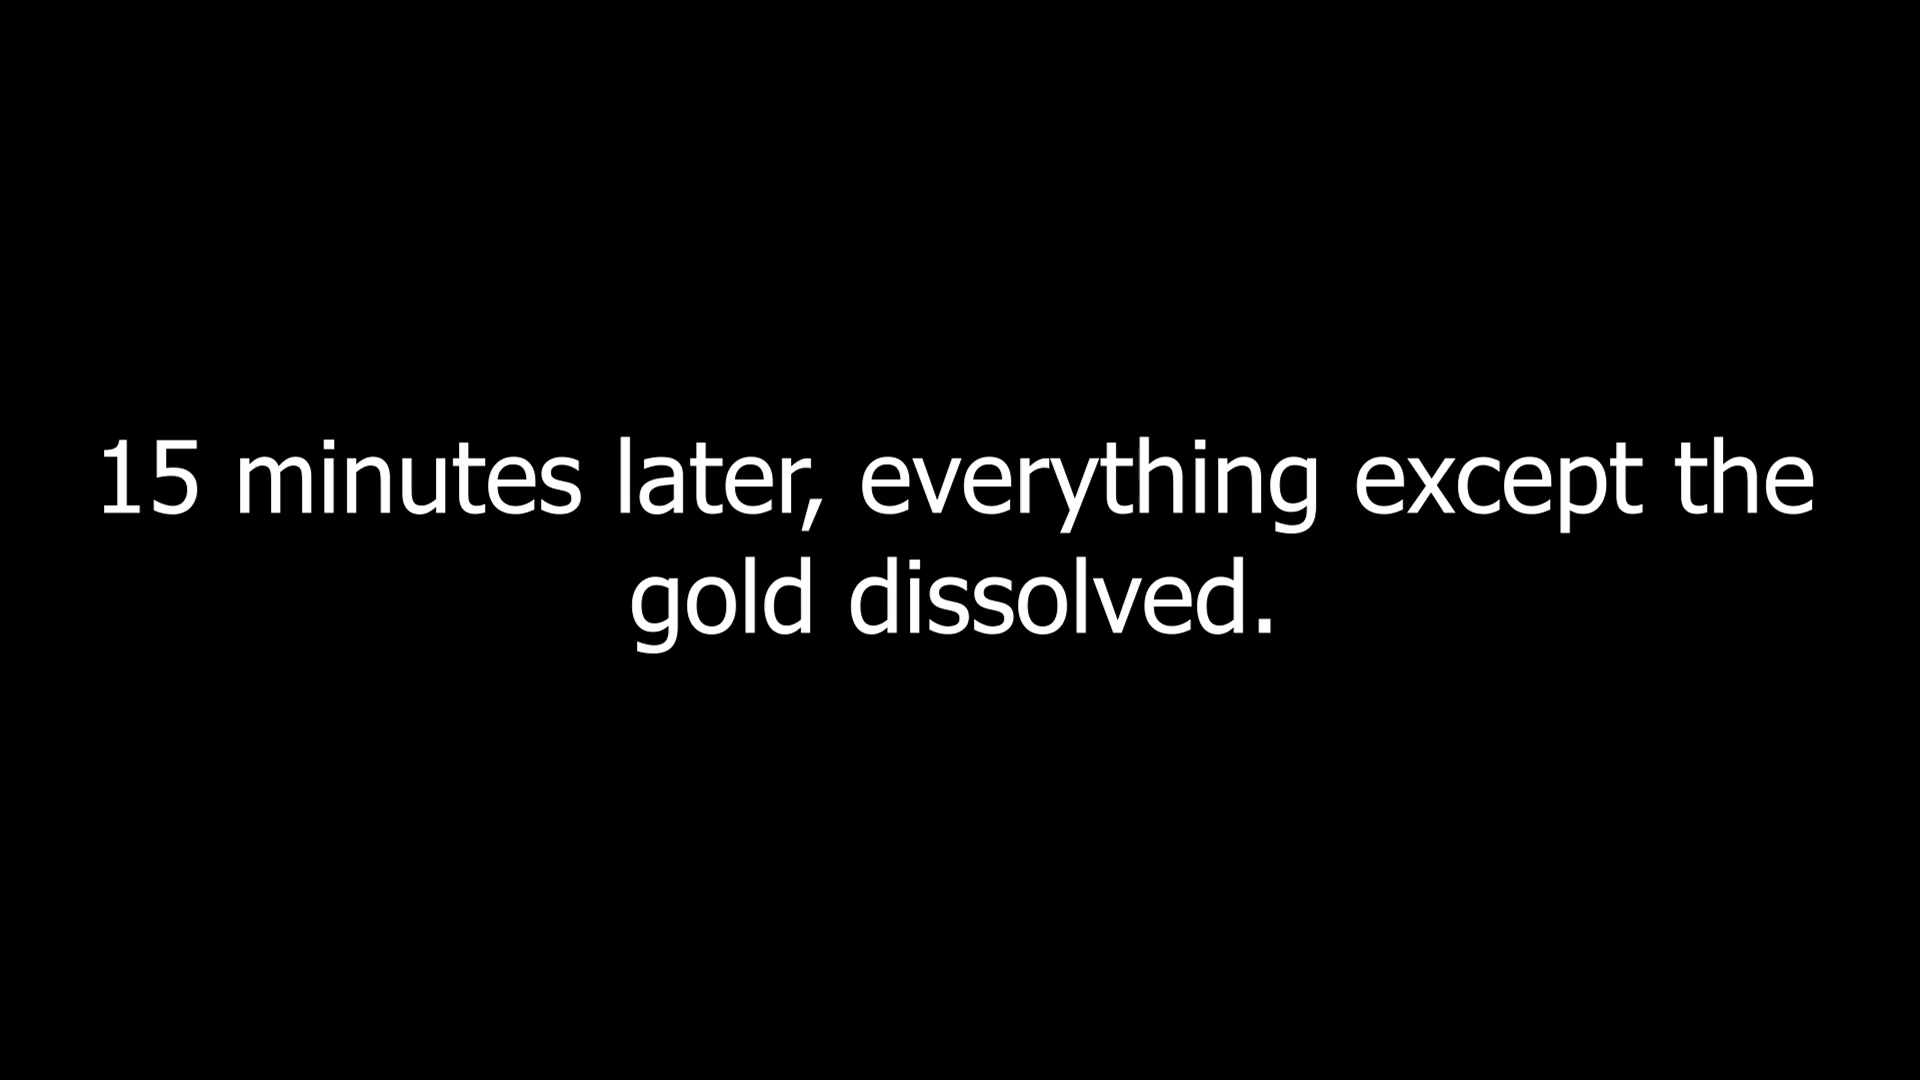 15 minutes later, everything except the
gold dissolved.